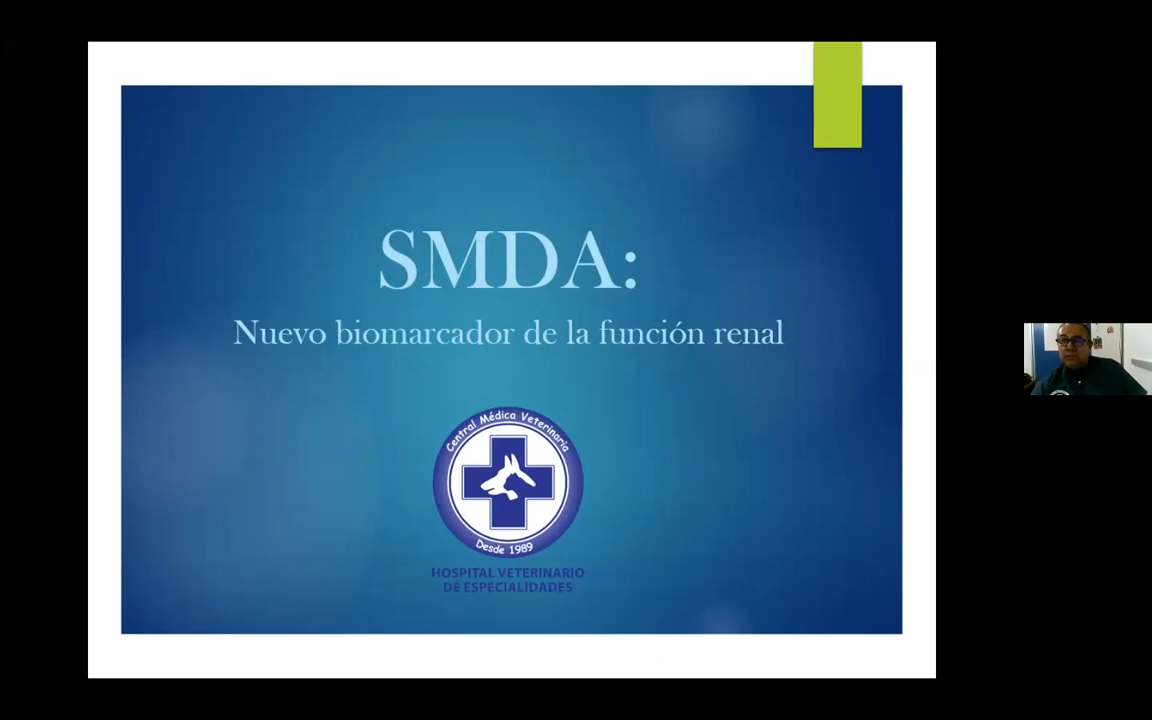 SMDA:
Nuevo biomarcador de la función renal
Central Médica Veterinaria
Desde 1989
HOSPITAL VETERINARIO
DE ESPECIALIDADES